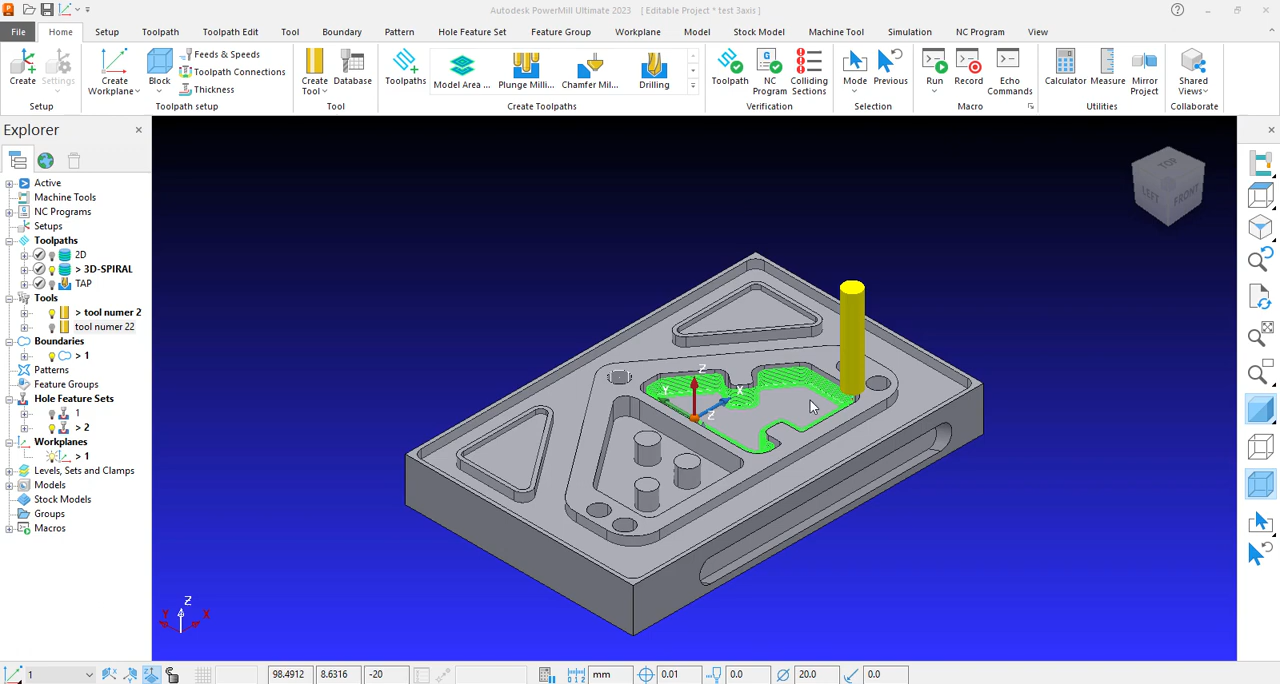 Autodesk PowerMill Ultimate 2023 [ Editable Project * test 3axis ]
File Home Setup Toolpath Toolpath Edit Tool Boundary Pattern Hole Feature Set Feature Group Workplane Model Stock Model Machine Tool Simulation NC Program View
Create Settings
Setup
Create Workplane
Block
Feeds & Speeds
Toolpath Connections
Thickness
Toolpath setup
Create Tool
Database
Tool
Toolpaths
Model Area ...
Plunge Milli...
Chamfer Mil...
Drilling
Create Toolpaths
Toolpath
NC Program
Colliding Sections
Verification
Mode
Previous
Selection
Run
Record
Echo Commands
Macro
Calculator
Measure
Mirror Project
Utilities
Shared Views
Collaborate
Explorer
Active
Machine Tools
NC Programs
Setups
Toolpaths
2D
> 3D-SPIRAL
TAP
Tools
> tool numer 2
tool numer 22
Boundaries
> 1
Patterns
Feature Groups
Hole Feature Sets
1
> 2
Workplanes
> 1
Levels, Sets and Clamps
Models
Stock Models
Groups
Macros
TOP
LEFT
FRONT
Z
Y
X
Z
Z
Y
X
1
98.4912 8.6316 -20 mm 0.01 0.0 20.0 0.0